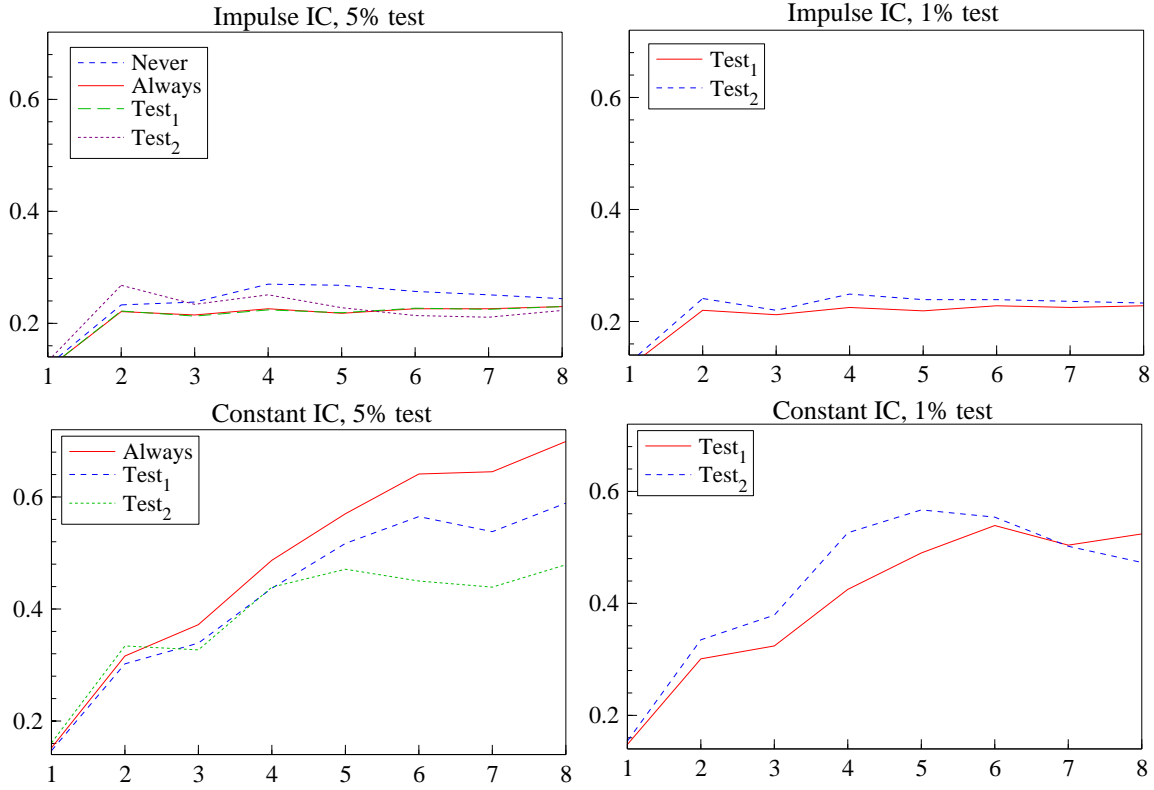 Impulse IC, 5% test
Never
Always
Test1
Test2
0.6
0.4
0.2
1 2 3 4 5 6 7 8
Impulse IC, 1% test
Test1
Test2
0.6
0.4
0.2
1 2 3 4 5 6 7 8
Constant IC, 5% test
Always
Test1
Test2
0.6
0.4
0.2
1 2 3 4 5 6 7 8
Constant IC, 1% test
Test1
Test2
0.6
0.4
0.2
1 2 3 4 5 6 7 8